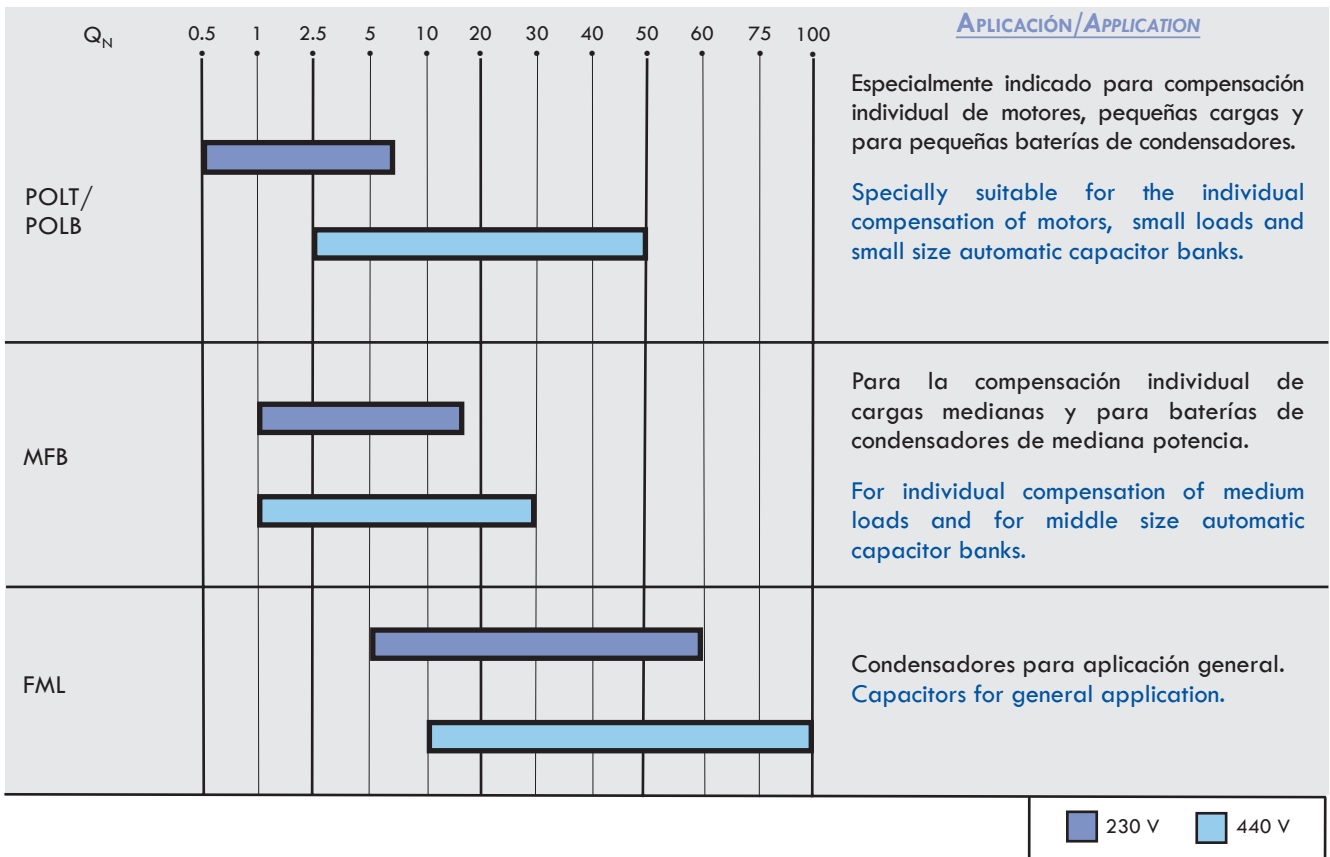 Q_N 0.5 1 2.5 5 10 20 30 40 50 60 75 100
APLICACIÓN/APPLICATION
POLT/
POLB
Especialmente indicado para compensación
individual de motores, pequeñas cargas y
para pequeñas baterías de condensadores.
Specially suitable for the individual
compensation of motors, small loads and
small size automatic capacitor banks.
MFB
Para la compensación individual de
cargas medianas y para baterías de
condensadores de mediana potencia.
For individual compensation of medium
loads and for middle size automatic
capacitor banks.
FML
Condensadores para aplicación general.
Capacitors for general application.
230 V 440 V